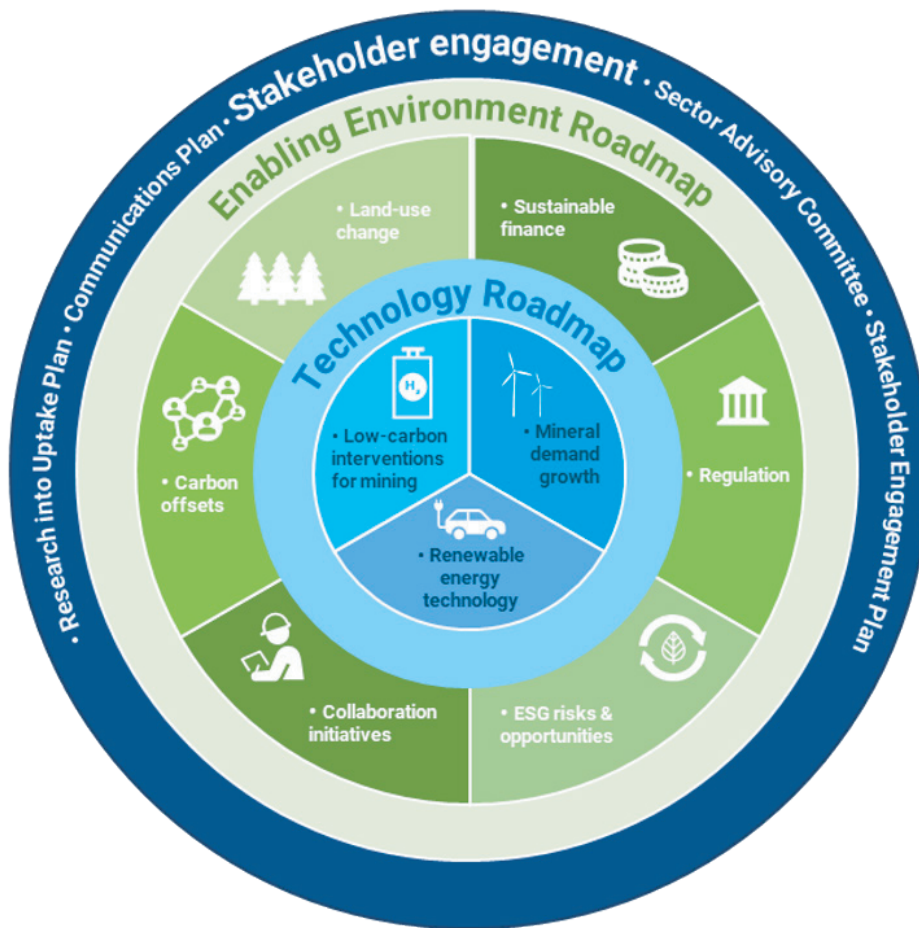 • Research into Uptake Plan • Communications Plan • Stakeholder engagement • Sector Advisory Committee • Stakeholder Engagement Plan
Enabling Environment Roadmap
• Land-use
change
• Sustainable
finance
• Carbon
offsets
• Regulation
• Collaboration
initiatives
• ESG risks &
opportunities
Technology Roadmap
H₂
• Low-carbon
interventions
for mining
• Mineral
demand
growth
• Renewable
energy
technology